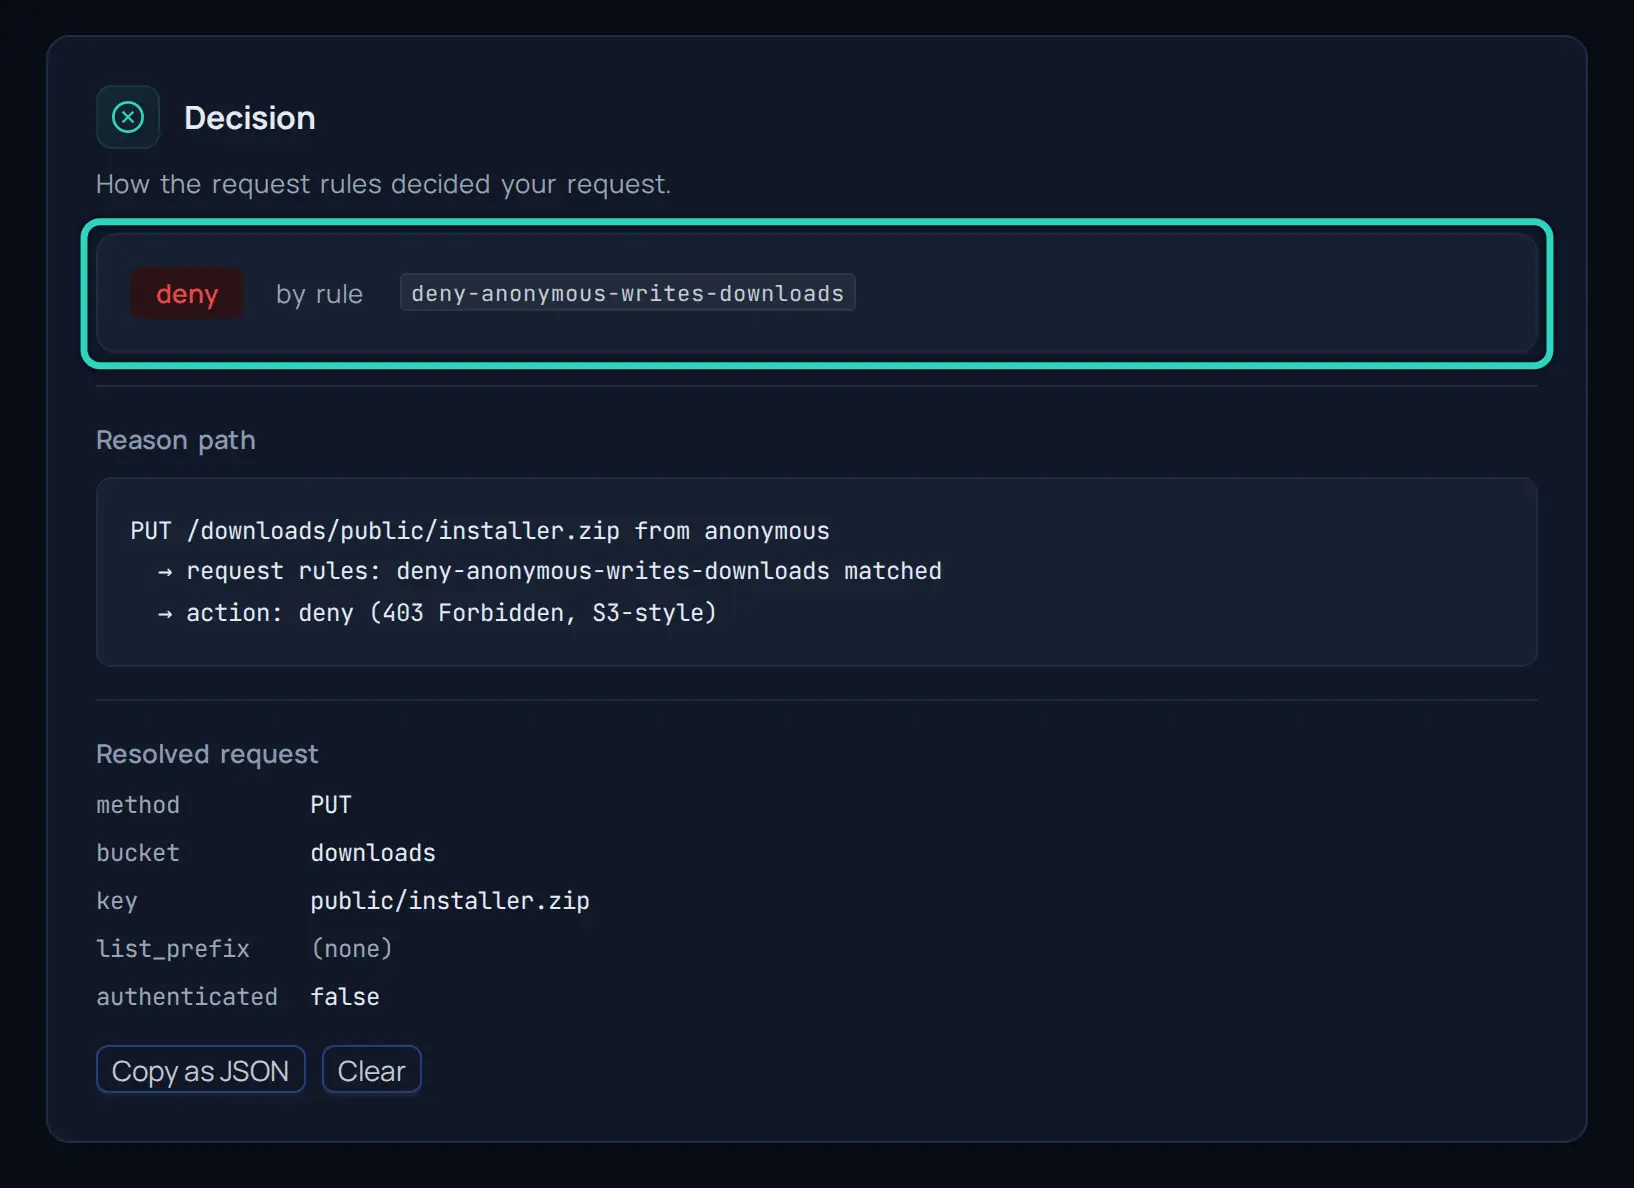 Decision
How the request rules decided your request.
deny by rule deny-anonymous-writes-downloads
Reason path
PUT /downloads/public/installer.zip from anonymous
→ request rules: deny-anonymous-writes-downloads matched
→ action: deny (403 Forbidden, S3-style)
Resolved request
method PUT
bucket downloads
key public/installer.zip
list_prefix (none)
authenticated false
Copy as JSON Clear